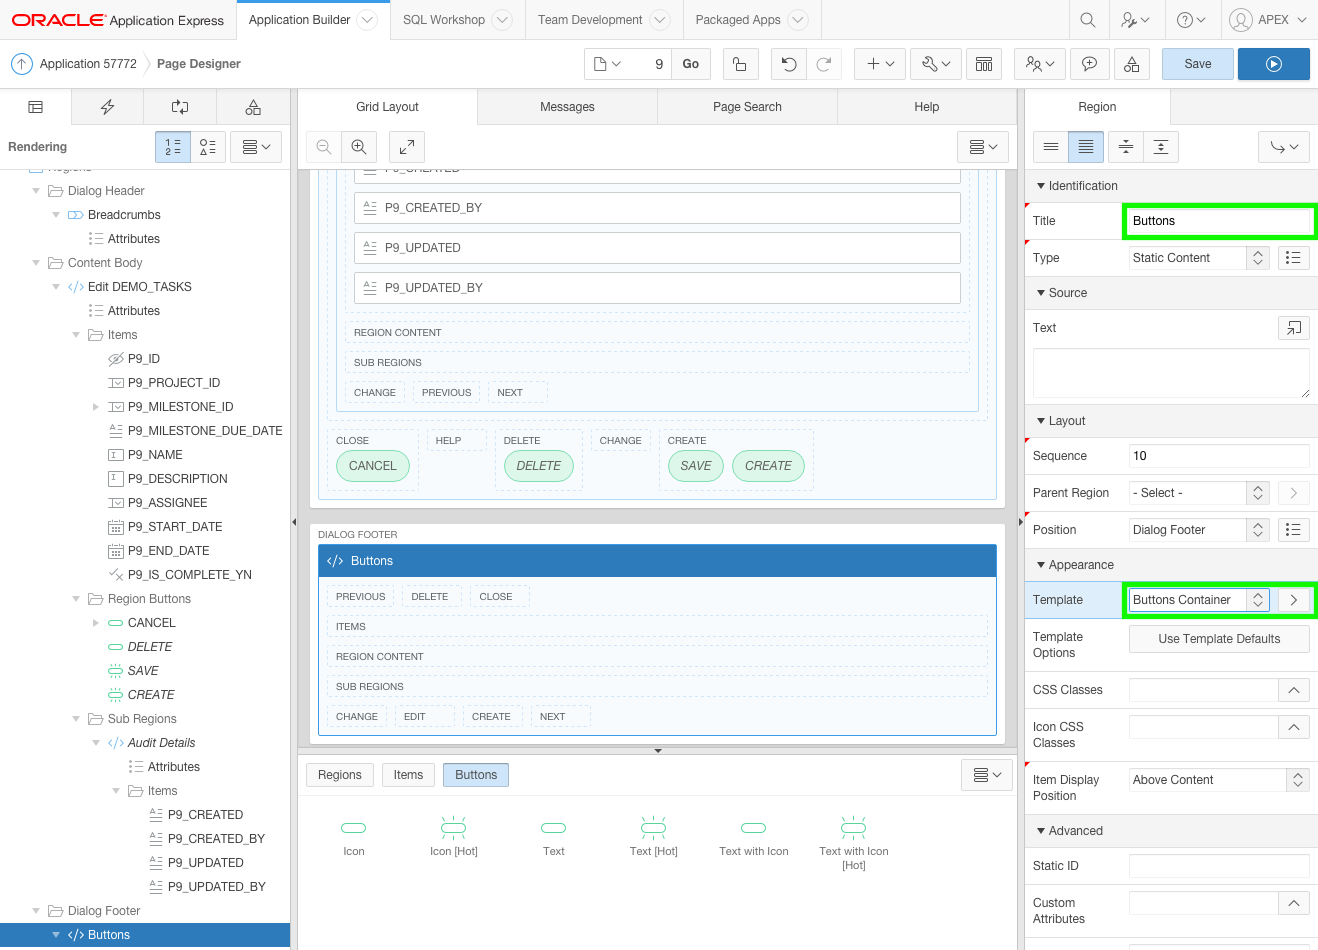 ORACLE Application Express
Application Builder
SQL Workshop
Team Development
Packaged Apps
APEX
Application 57772
Page Designer
9
Go
Save
Rendering
1
2
Regions
Dialog Header
Breadcrumbs
Attributes
Content Body
Edit DEMO_TASKS
Attributes
Items
P9_ID
P9_PROJECT_ID
P9_MILESTONE_ID
P9_MILESTONE_DUE_DATE
P9_NAME
P9_DESCRIPTION
P9_ASSIGNEE
P9_START_DATE
P9_END_DATE
P9_IS_COMPLETE_YN
Region Buttons
CANCEL
DELETE
SAVE
CREATE
Sub Regions
Audit Details
Attributes
Items
P9_CREATED
P9_CREATED_BY
P9_UPDATED
P9_UPDATED_BY
Dialog Footer
Buttons
Grid Layout
Messages
Page Search
Help
P9_CREATED
P9_CREATED_BY
P9_UPDATED
P9_UPDATED_BY
REGION CONTENT
SUB REGIONS
CHANGE PREVIOUS NEXT
CLOSE HELP DELETE CHANGE CREATE
CANCEL DELETE SAVE CREATE
DIALOG FOOTER
</> Buttons
PREVIOUS DELETE CLOSE
ITEMS
REGION CONTENT
SUB REGIONS
CHANGE EDIT CREATE NEXT
Regions Items Buttons
Icon
Icon [Hot]
Text
Text [Hot]
Text with Icon
Text with Icon
[Hot]
Region
Identification
Title Buttons
Type Static Content
Source
Text
Layout
Sequence 10
Parent Region - Select -
Position Dialog Footer
Appearance
Template Buttons Container
Template
Options
Use Template Defaults
CSS Classes
Icon CSS
Classes
Item Display
Position
Above Content
Advanced
Static ID
Custom
Attributes